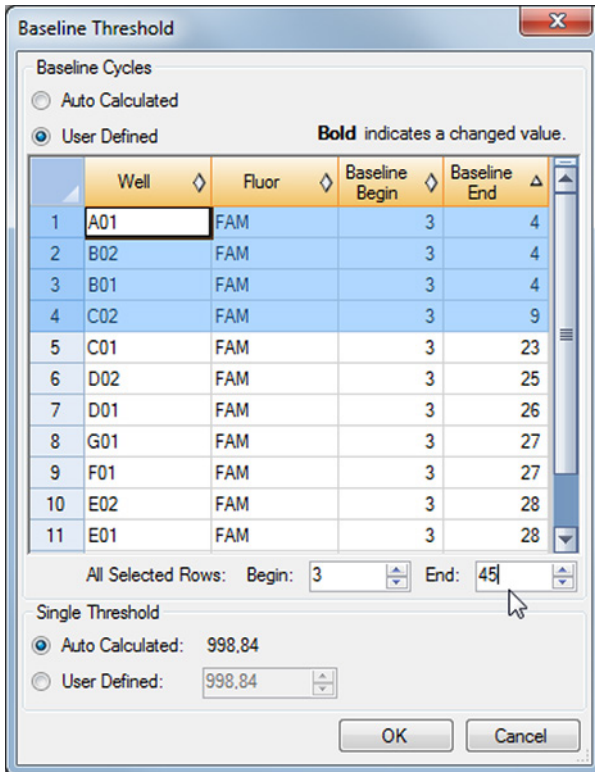 Baseline Threshold
Baseline Cycles
Auto Calculated
User Defined Bold indicates a changed value.
Well Fluor Baseline Begin Baseline End
1 A01 FAM 3 4
2 B02 FAM 3 4
3 B01 FAM 3 4
4 C02 FAM 3 9
5 C01 FAM 3 23
6 D02 FAM 3 25
7 D01 FAM 3 26
8 G01 FAM 3 27
9 F01 FAM 3 27
10 E02 FAM 3 28
11 E01 FAM 3 28
All Selected Rows: Begin: 3 End: 45
Single Threshold
Auto Calculated: 998,84
User Defined: 998,84
OK Cancel